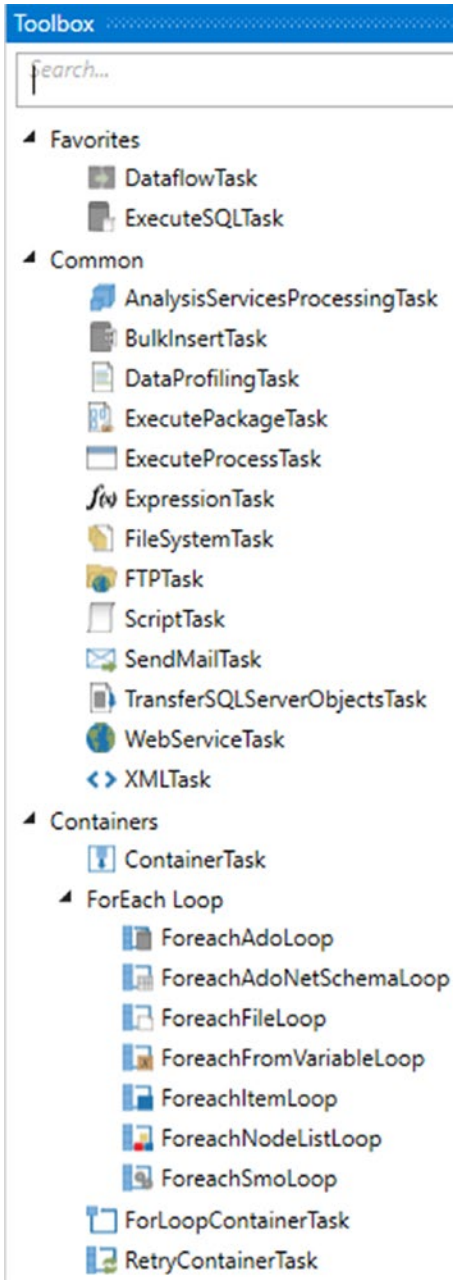 Toolbox
Search...
Favorites
DataflowTask
ExecuteSQLTask
Common
AnalysisServicesProcessingTask
BulkInsertTask
DataProfilingTask
ExecutePackageTask
ExecuteProcessTask
f(x) ExpressionTask
FileSystemTask
FTPTask
ScriptTask
SendMailTask
TransferSQLServerObjectsTask
WebServiceTask
XMLTask
Containers
ContainerTask
ForEach Loop
ForeachAdoLoop
ForeachAdoNetSchemaLoop
ForeachFileLoop
ForeachFromVariableLoop
ForeachItemLoop
ForeachNodeListLoop
ForeachSmoLoop
ForLoopContainerTask
RetryContainerTask